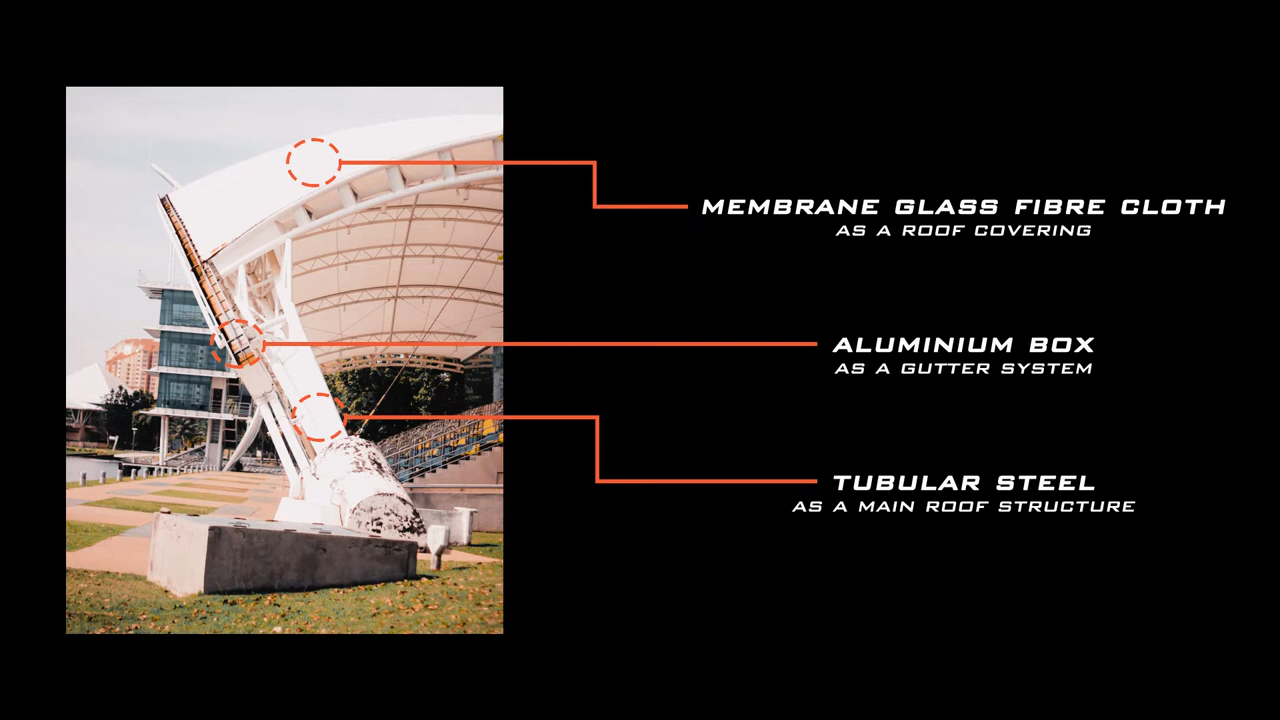 MEMBRANE GLASS FIBRE CLOTH
AS A ROOF COVERING
ALUMINIUM BOX
AS A GUTTER SYSTEM
TUBULAR STEEL
AS A MAIN ROOF STRUCTURE